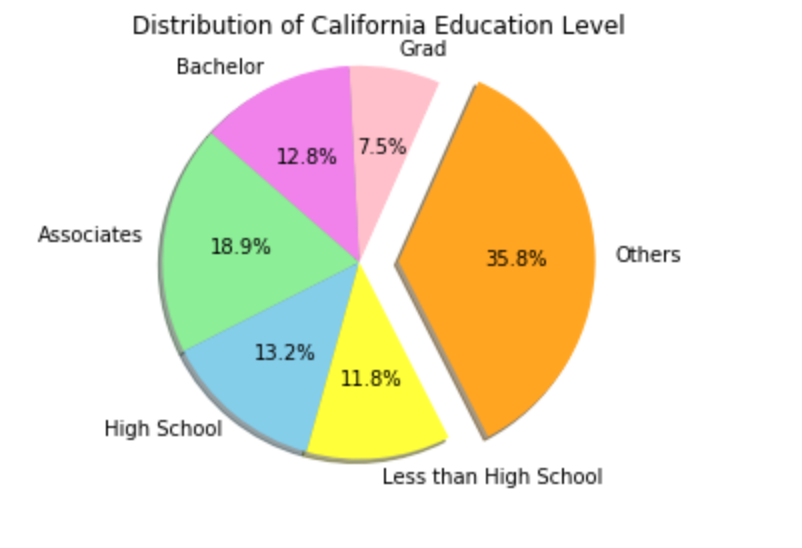 Distribution of California Education Level
Grad
Bachelor
7.5%
12.8%
Associates
18.9%
Others
35.8%
13.2%
11.8%
High School
Less than High School